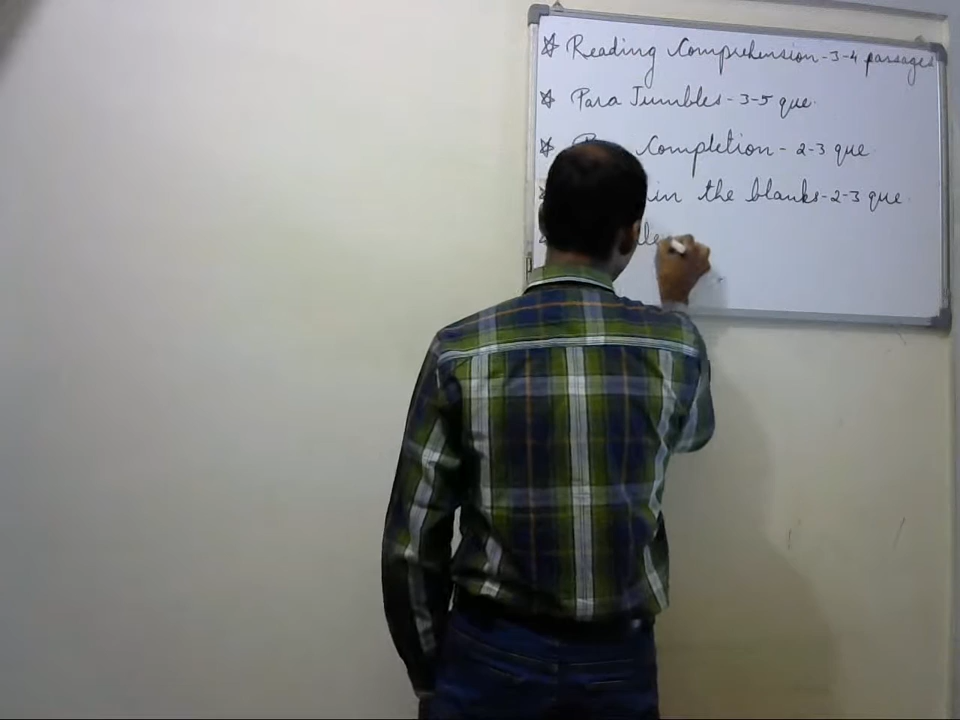 Reading Comprehension-3-4 passages
Para Jumbles-3-5 que.
Completion-2-3 que.
in the blanks-2-3 que.